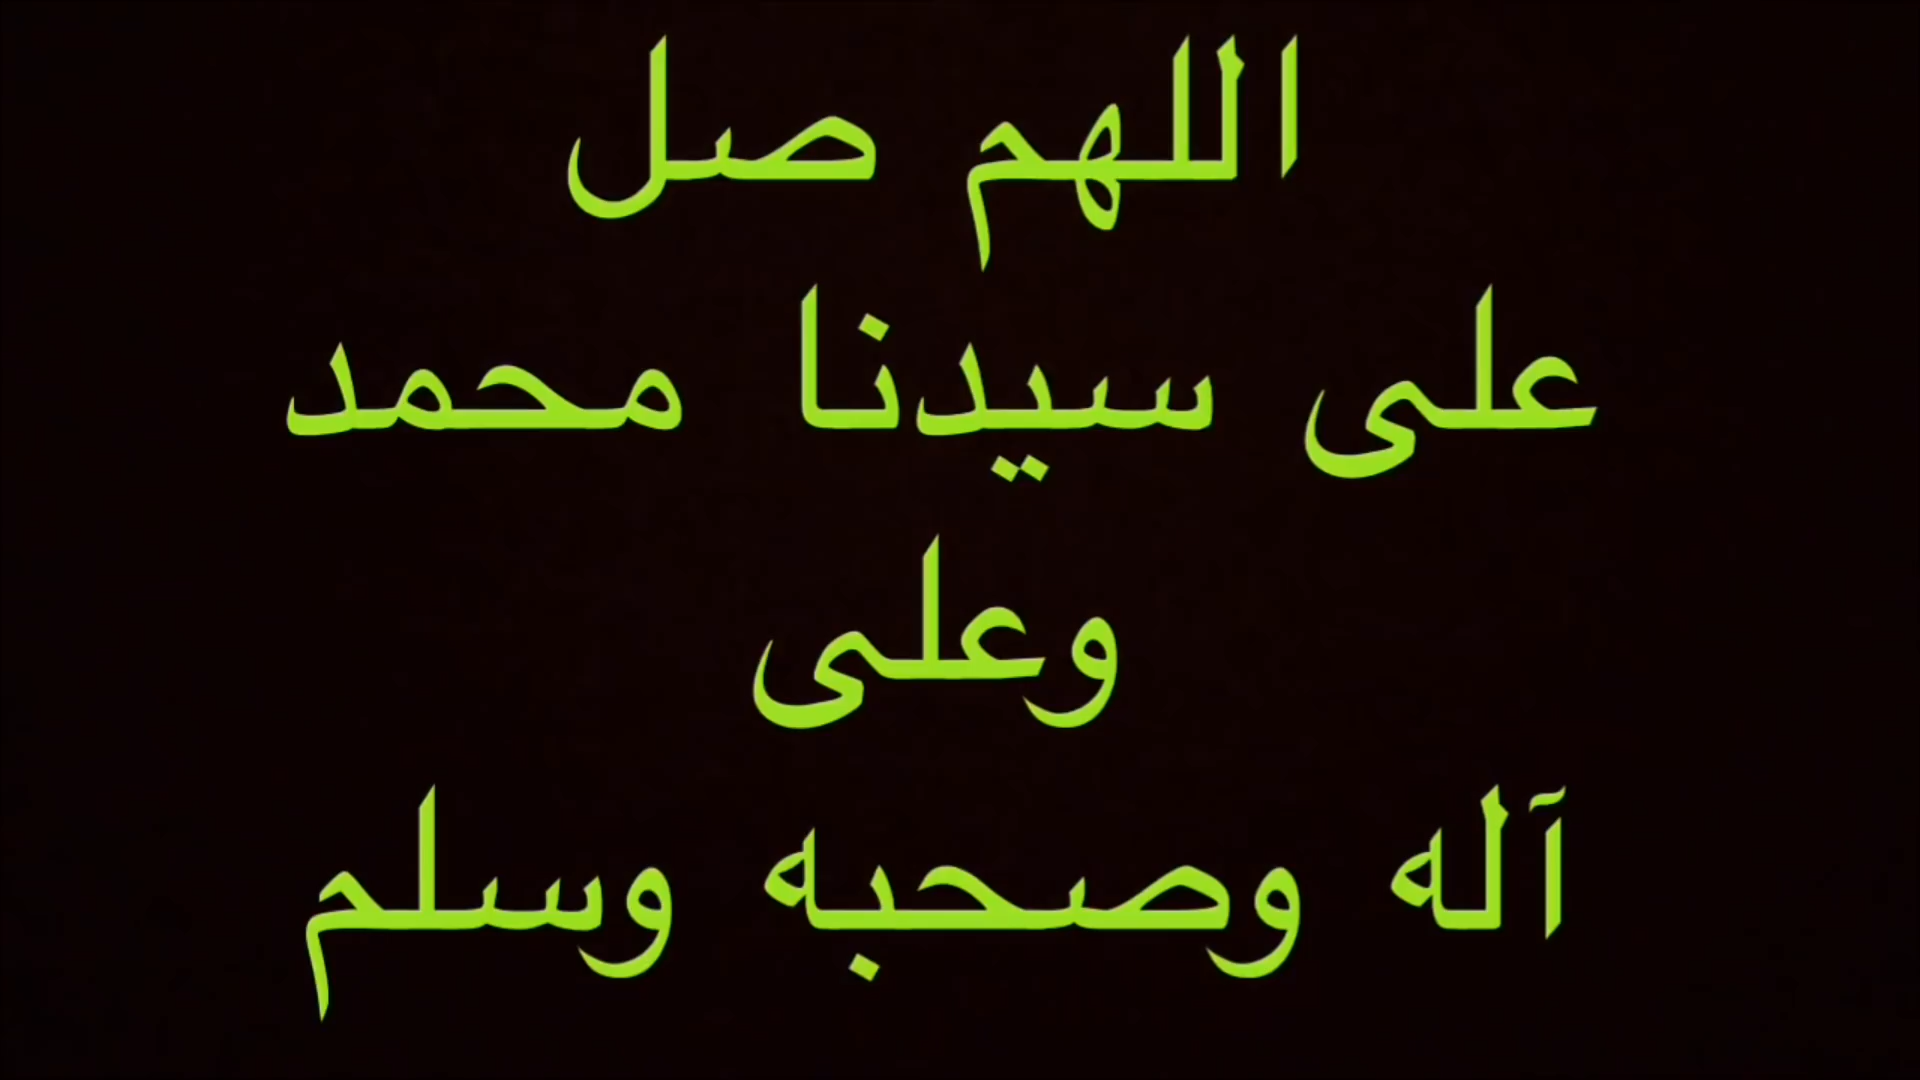 اللهم صل
على سيدنا محمد
وعلى
آله وصحبه وسلم